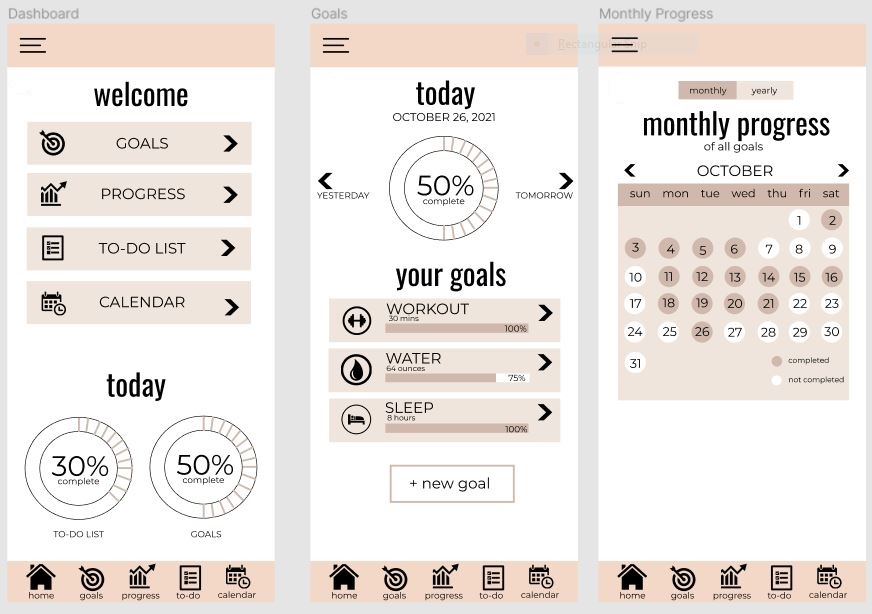 Dashboard
welcome
GOALS
PROGRESS
TO-DO LIST
CALENDAR
today
30%
complete
TO-DO LIST
50%
complete
GOALS
home goals progress to-do calendar
Goals
today
OCTOBER 26, 2021
50%
complete
YESTERDAY
TOMORROW
your goals
WORKOUT
30 mins
100%
WATER
64 ounces
75%
SLEEP
8 hours
100%
+ new goal
home goals progress to-do calendar
Monthly Progress
Rectangular Snip
monthly yearly
monthly progress
of all goals
OCTOBER
sun mon tue wed thu fri sat
1 2
3 4 5 6 7 8 9
10 11 12 13 14 15 16
17 18 19 20 21 22 23
24 25 26 27 28 29 30
31
completed
not completed
home goals progress to-do calendar